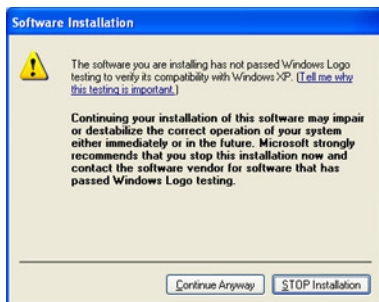 Software Installation
The software you are installing has not passed Windows Logo
testing to verify its compatibility with Windows XP. (Tell me why
this testing is important.)
Continuing your installation of this software may impair
or destabilize the correct operation of your system
either immediately or in the future. Microsoft strongly
recommends that you stop this installation now and
contact the software vendor for software that has
passed Windows Logo testing.
Continue Anyway
STOP Installation